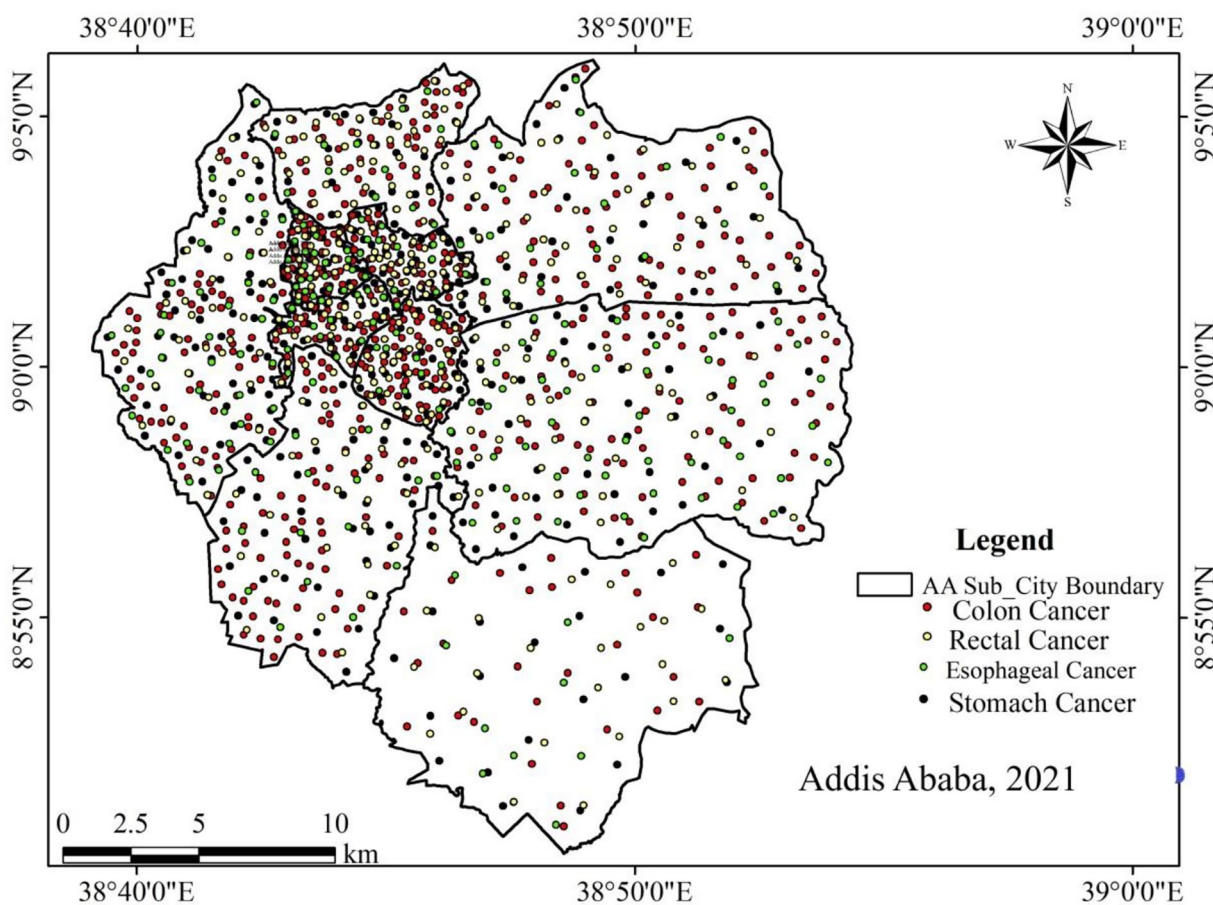 38°40'0"E 38°50'0"E 39°0'0"E
9°5'0"N
9°5'0"N
N
W E
S
Addis
9°0'0"N
9°0'0"N
Legend
AA Sub_City Boundary
Colon Cancer
Rectal Cancer
Esophageal Cancer
Stomach Cancer
8°55'0"N
8°55'0"N
Addis Ababa, 2021
0 2.5 5 10
km
38°40'0"E 38°50'0"E 39°0'0"E